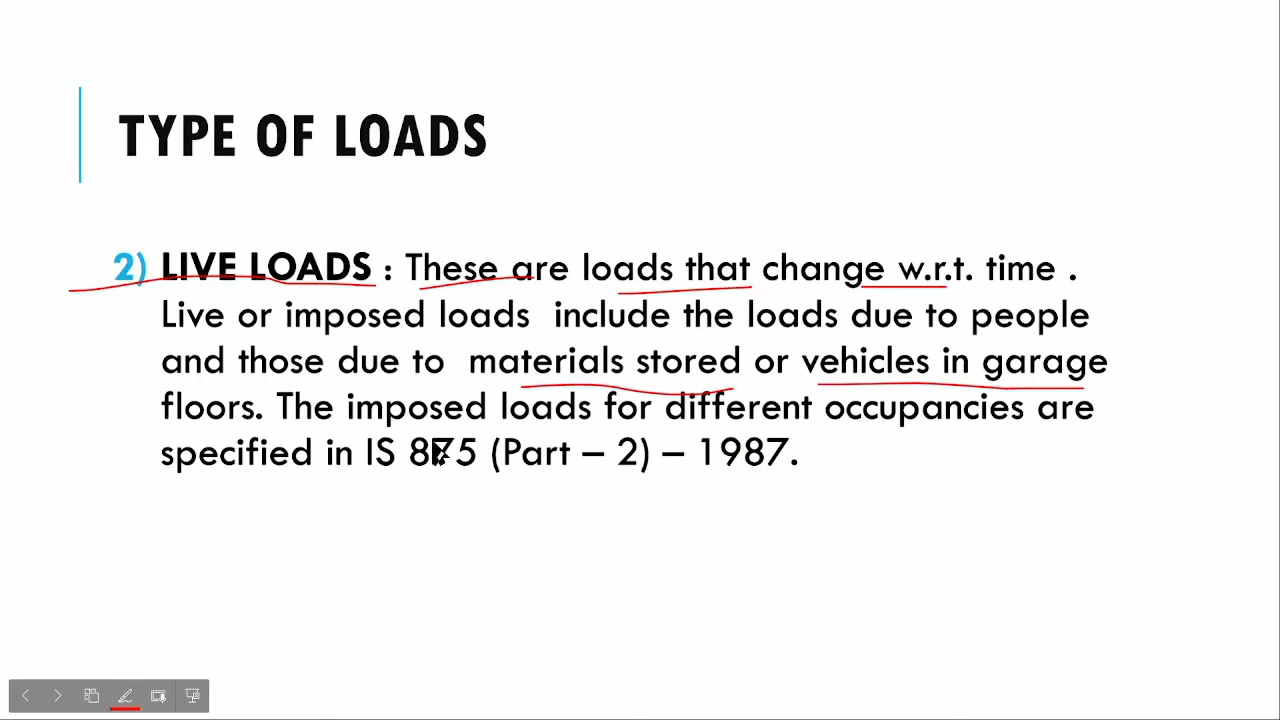 TYPE OF LOADS
2) LIVE LOADS : These are loads that change w.r.t. time .
Live or imposed loads include the loads due to people
and those due to materials stored or vehicles in garage
floors. The imposed loads for different occupancies are
specified in IS 875 (Part – 2) – 1987.